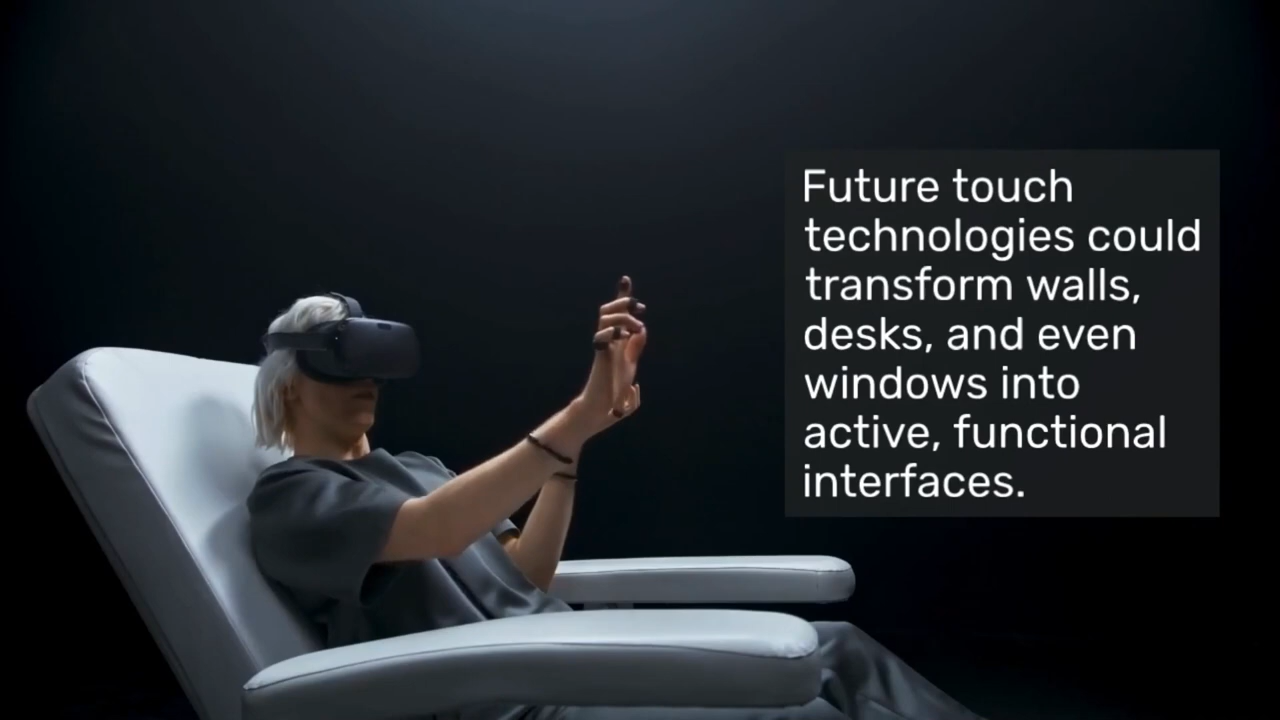 Future touch
technologies could
transform walls,
desks, and even
windows into
active, functional
interfaces.